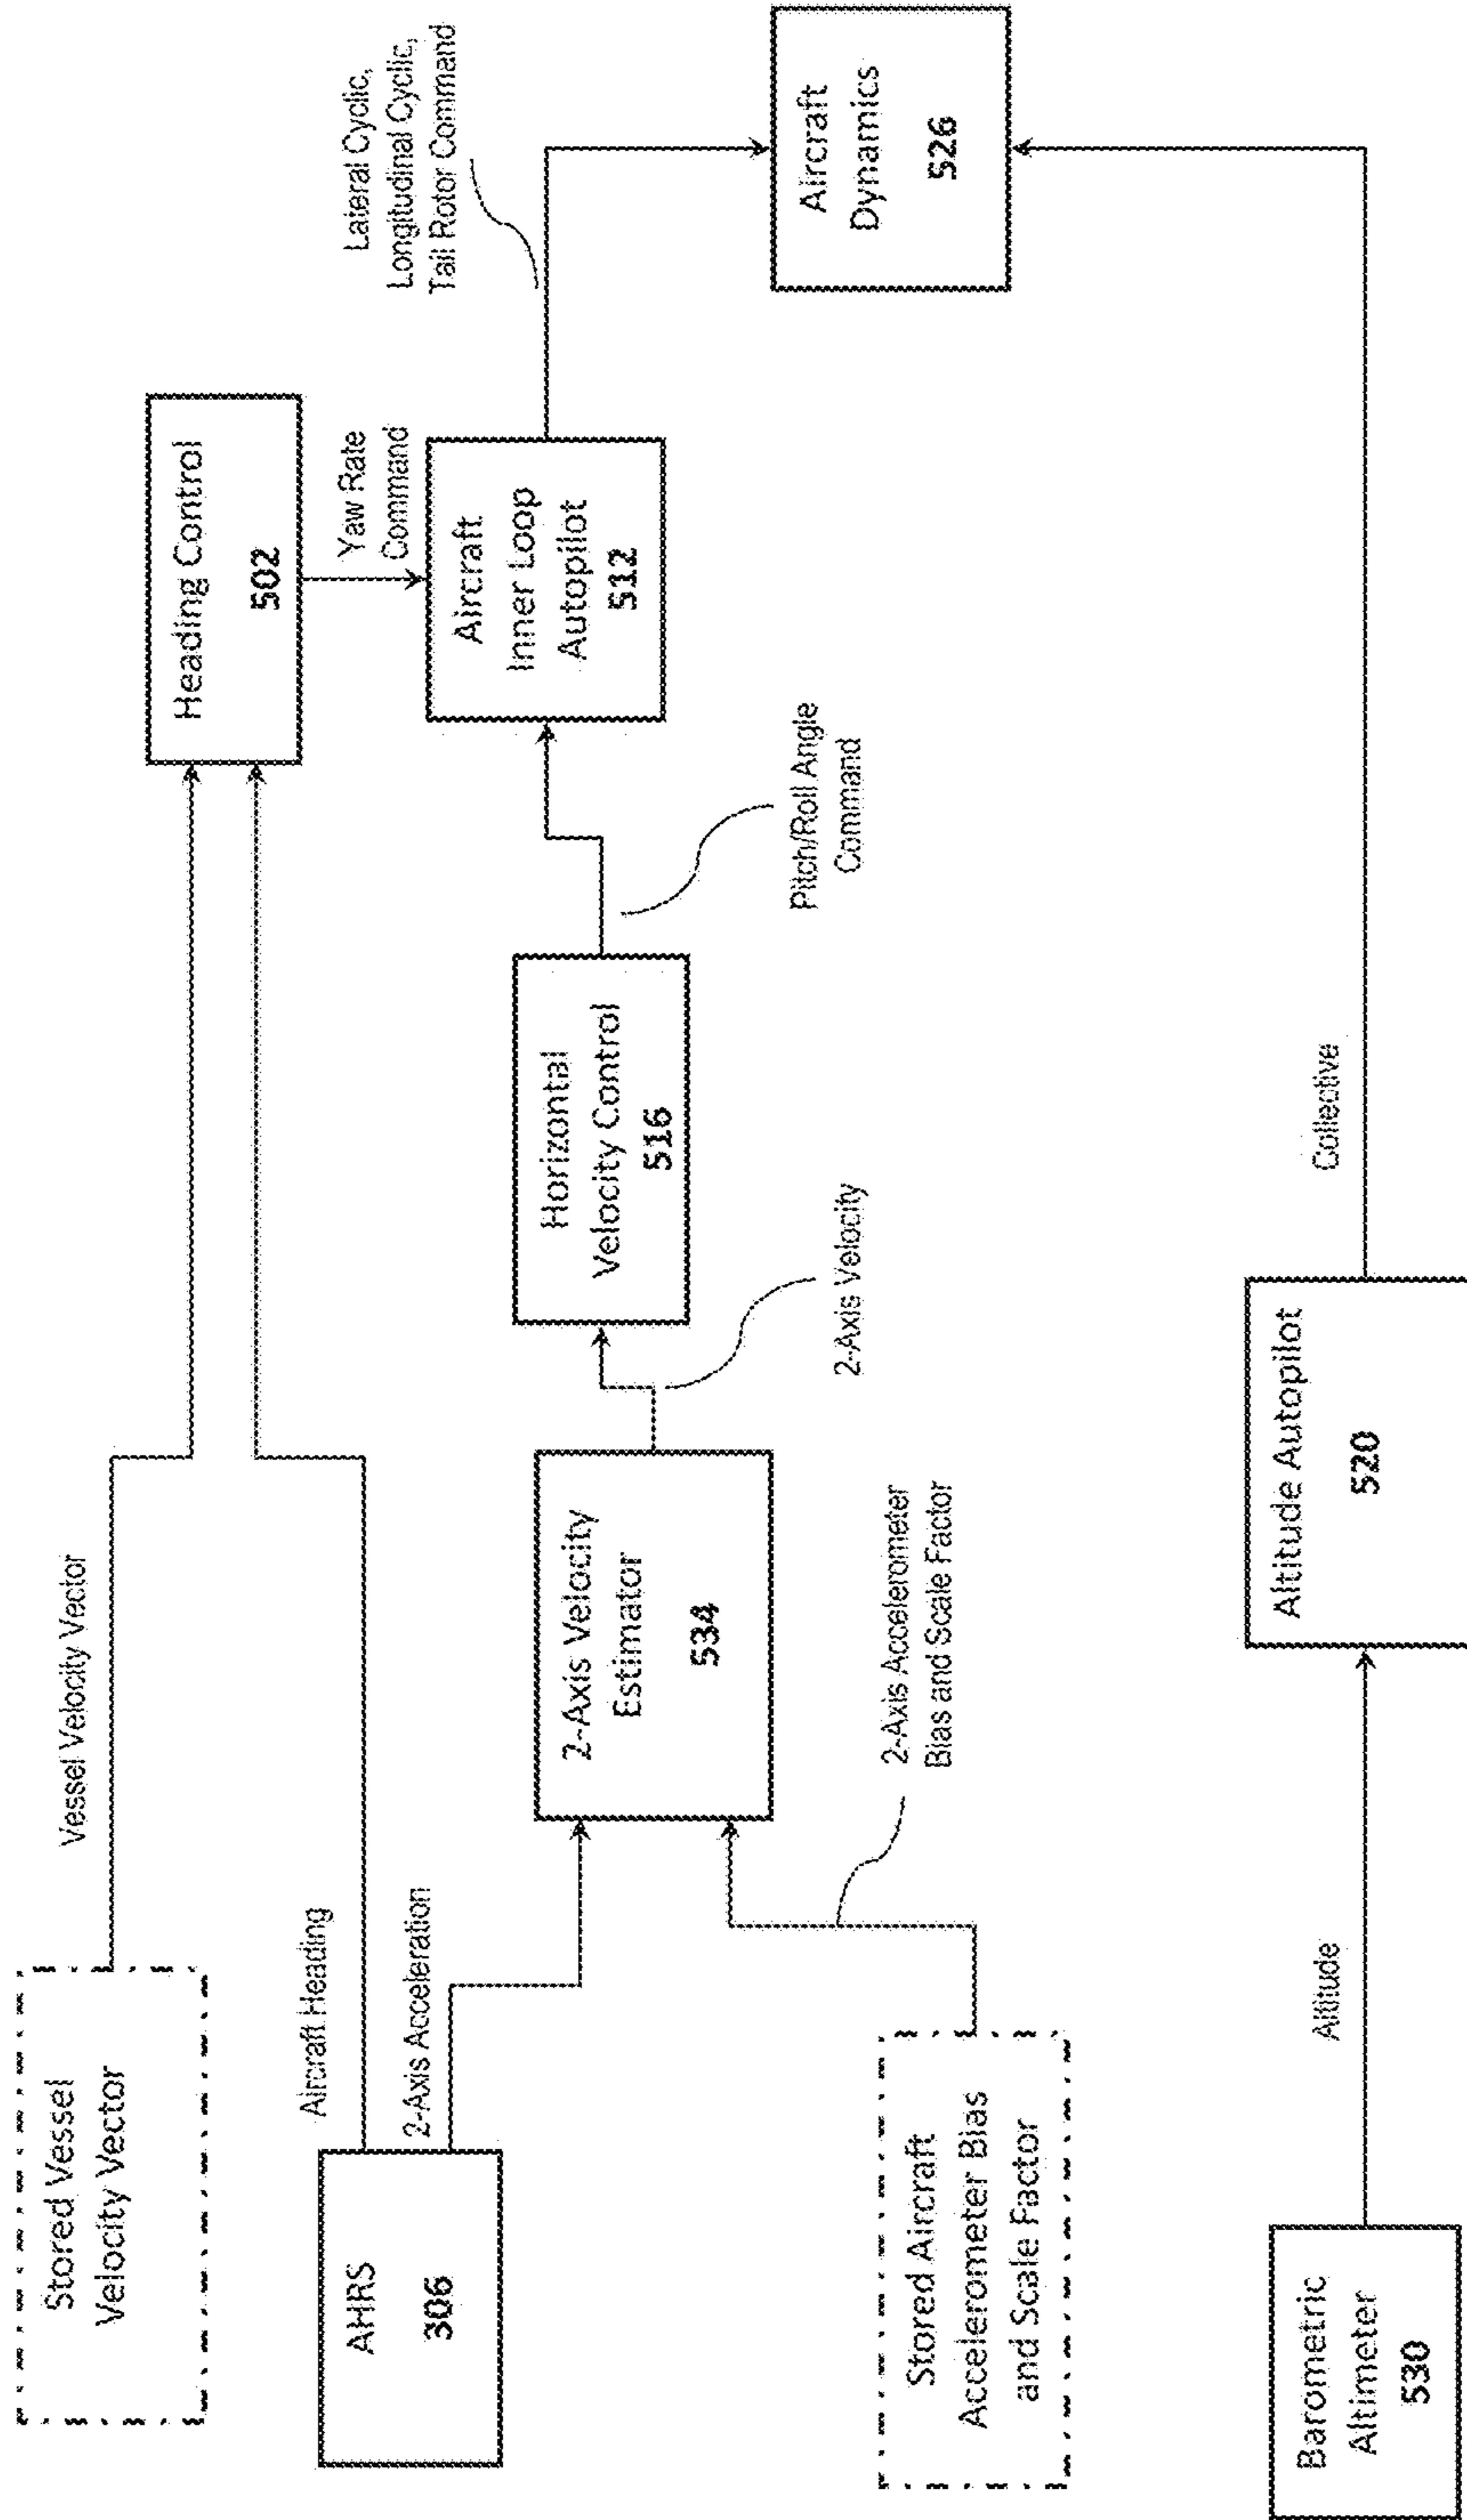 Stored Vessel
Velocity Vector
Vessel Velocity Vector
Heading Control
502
AHRS
306
Aircraft Heading
2-Axis Acceleration
Yaw Rate
Command
Lateral Cyclic,
Longitudinal Cyclic,
Tail Rotor Command
2-Axis Velocity
Estimator
534
Horizontal
Velocity Control
516
Aircraft
Inner Loop
Autopilot
512
2-Axis Velocity
Pitch/Roll Angle
Command
Aircraft
Dynamics
526
Stored Aircraft
Accelerometer Bias
and Scale Factor
2-Axis Accelerometer
Bias and Scale Factor
Barometric
Altimeter
530
Altitude
Altitude Autopilot
520
Collective